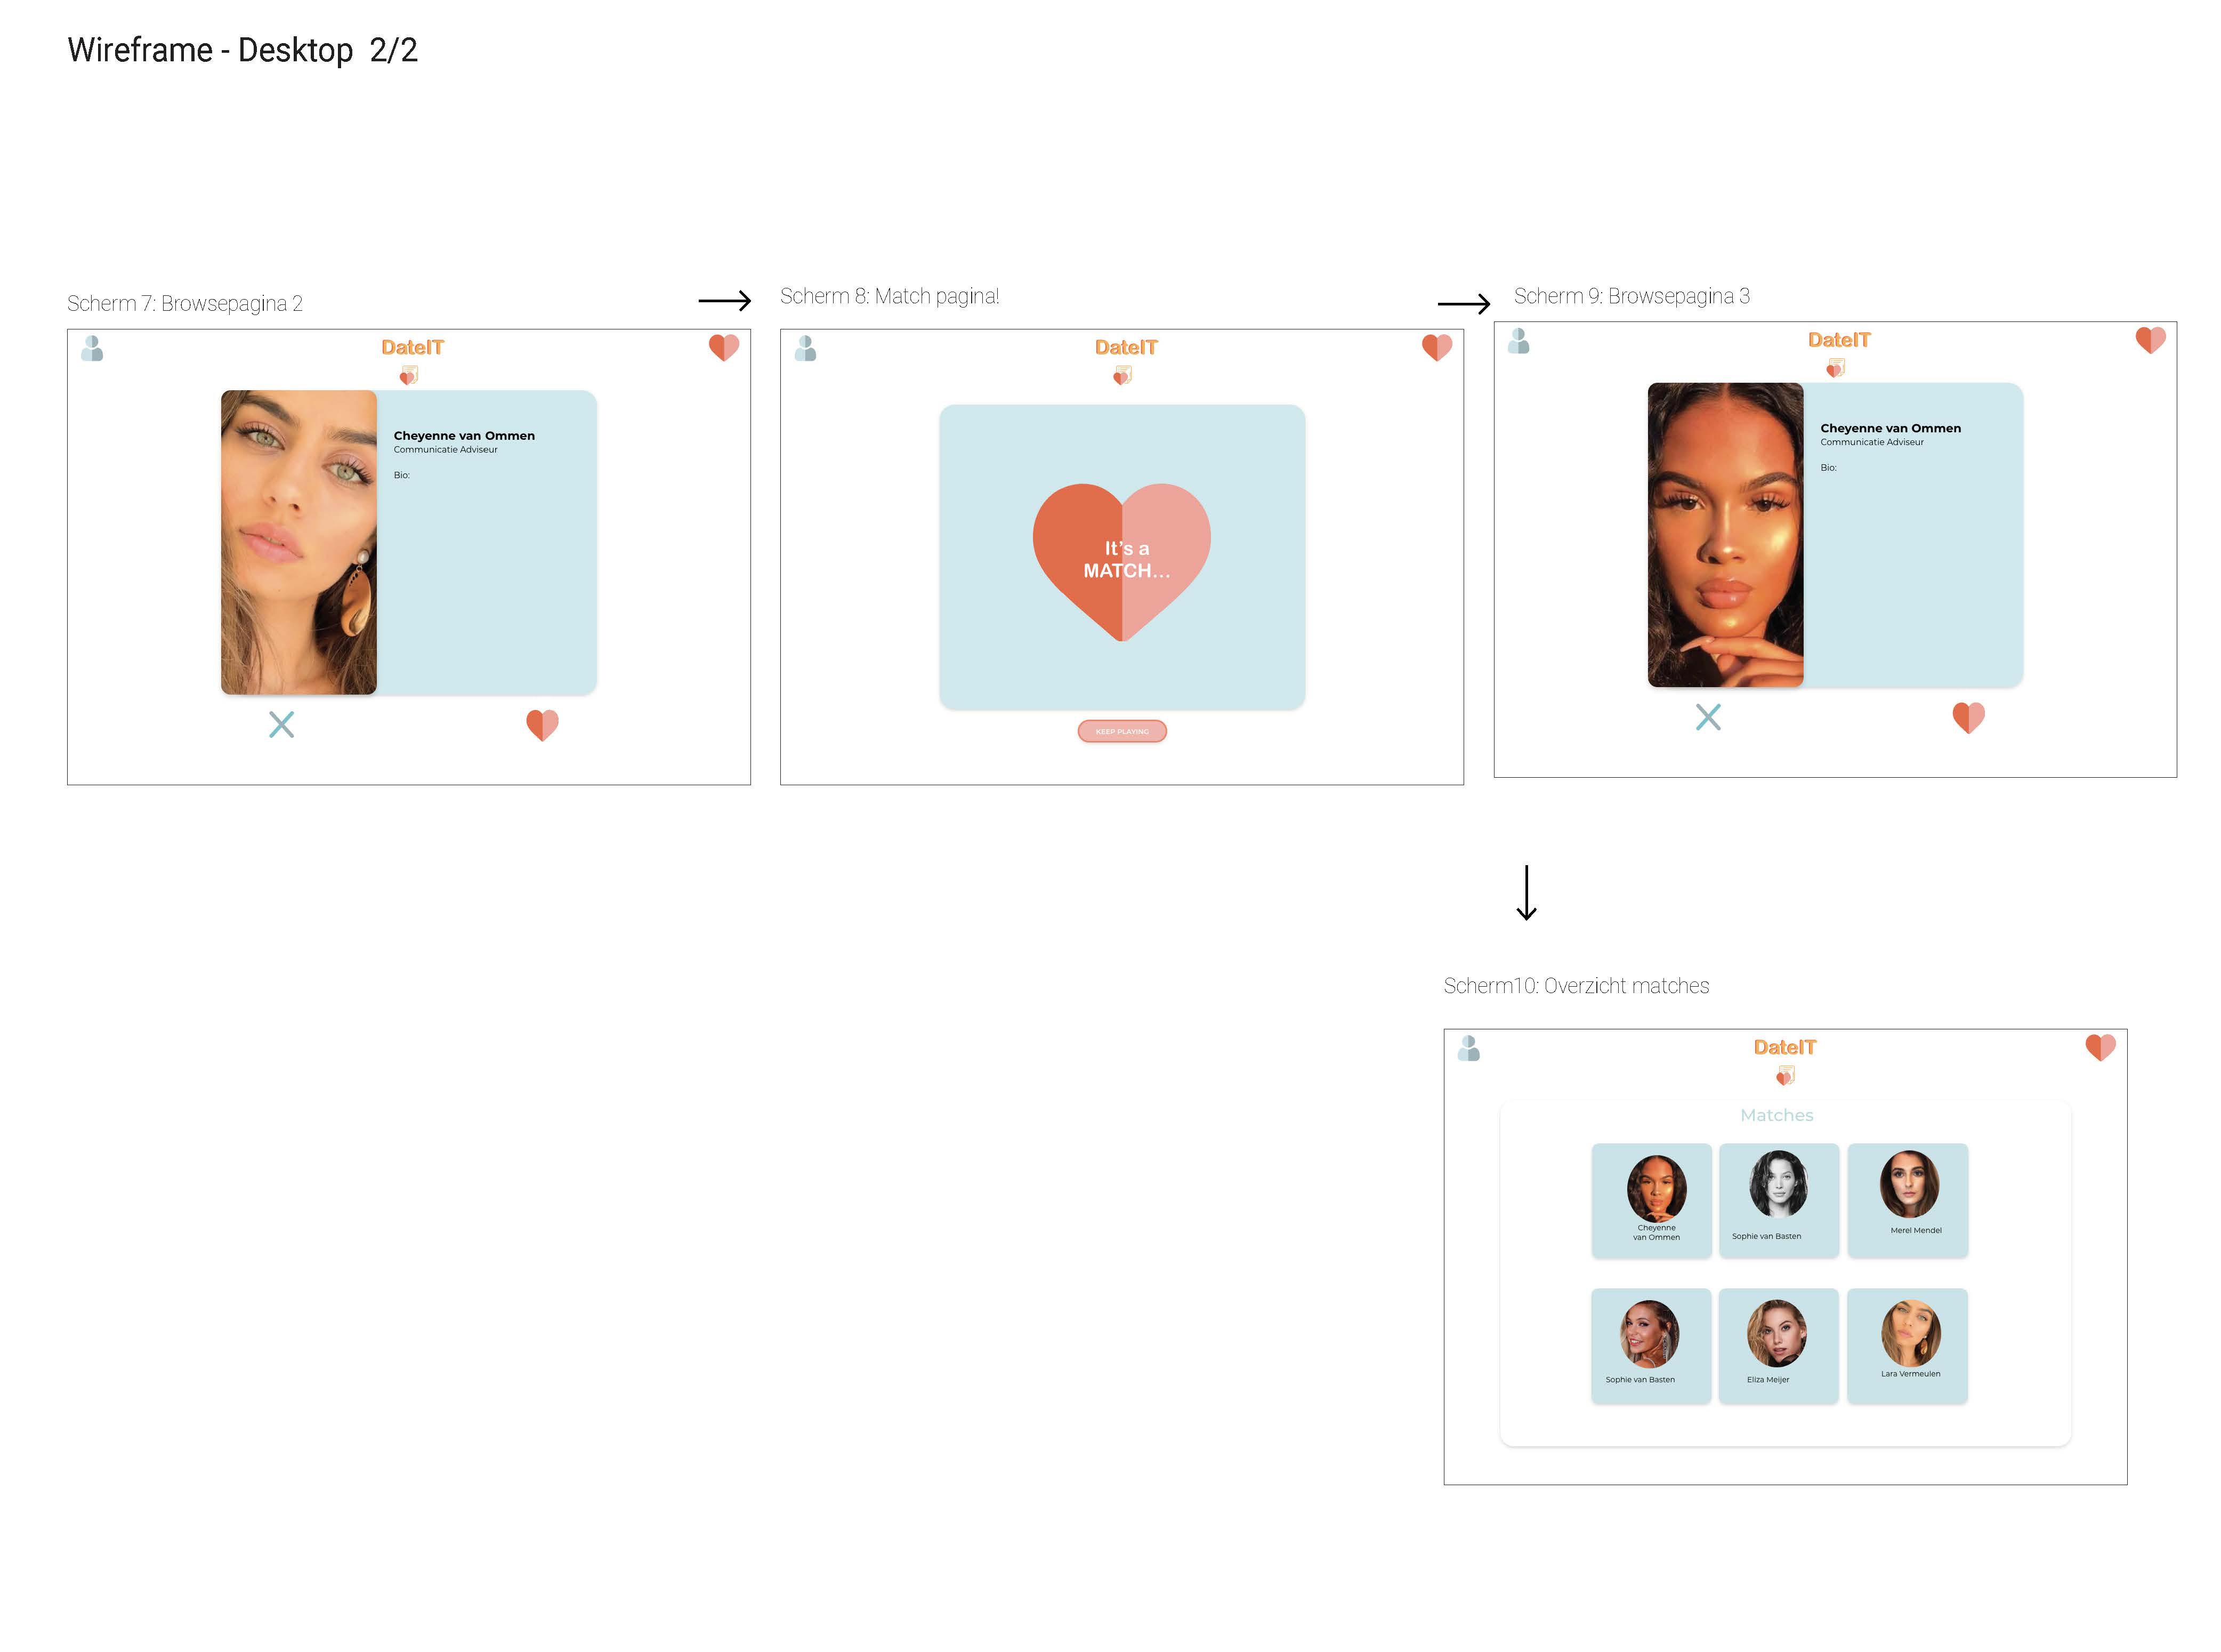 Wireframe - Desktop 2/2
Scherm 7: Browsepagina 2
DateIT
Cheyenne van Ommen
Communicatie Adviseur
Bio:
Scherm 8: Match pagina!
DateIT
It's a
MATCH...
KEEP PLAYING
Scherm 9: Browsepagina 3
DateIT
Cheyenne van Ommen
Communicatie Adviseur
Bio:
Scherm10: Overzicht matches
DateIT
Matches
Cheyenne
van Ommen
Sophie van Basten
Merel Mendel
Sophie van Basten
Eliza Meijer
Lara Vermeulen